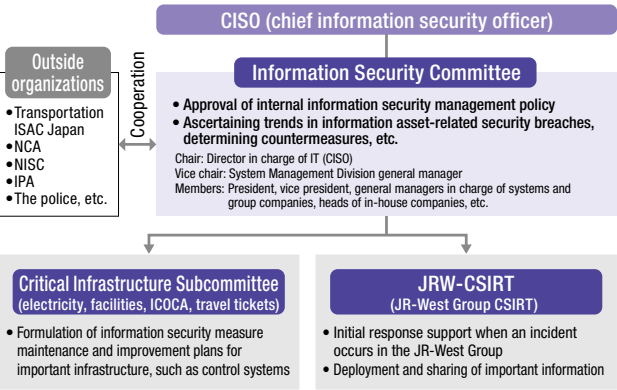 CISO (chief information security officer)
Outside
organizations
• Transportation
ISAC Japan
• NCA
• NISC
• IPA
• The police, etc.
Cooperation
Information Security Committee
• Approval of internal information security management policy
• Ascertaining trends in information asset-related security breaches,
determining countermeasures, etc.
Chair: Director in charge of IT (CISO)
Vice chair: System Management Division general manager
Members: President, vice president, general managers in charge of systems and
group companies, heads of in-house companies, etc.
Critical Infrastructure Subcommittee
(electricity, facilities, ICOCA, travel tickets)
• Formulation of information security measure
maintenance and improvement plans for
important infrastructure, such as control systems
JRW-CSIRT
(JR-West Group CSIRT)
• Initial response support when an incident
occurs in the JR-West Group
• Deployment and sharing of important information